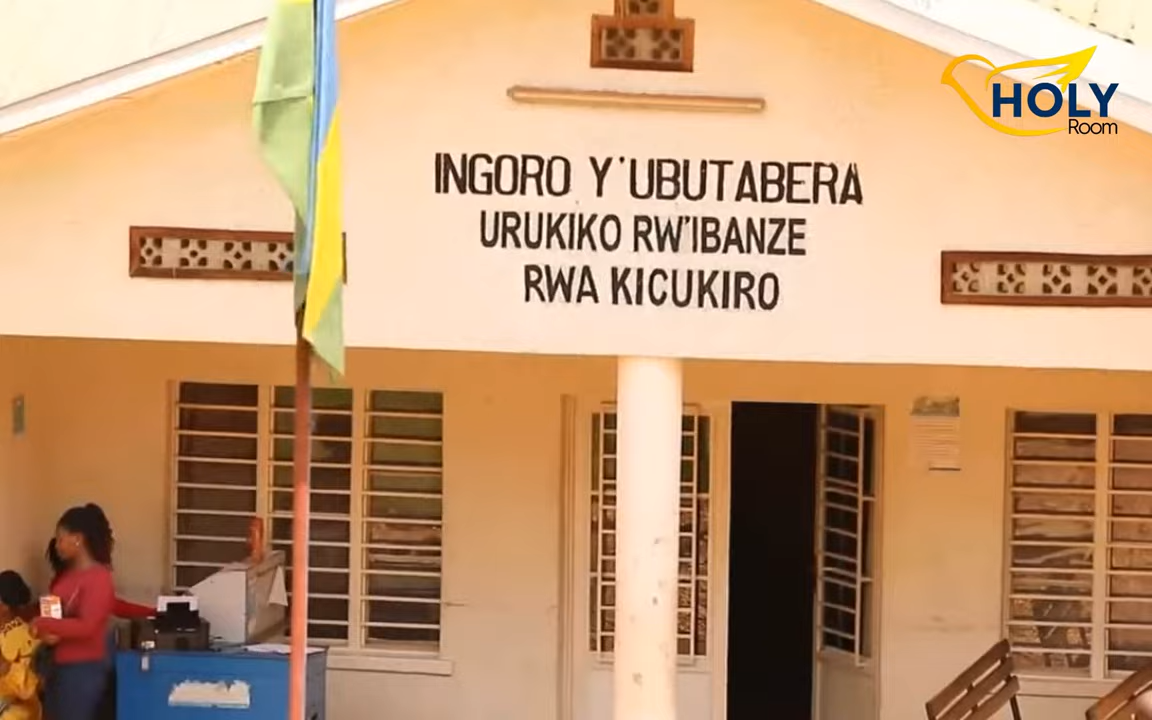 HOLY
Room
INGORO Y'UBUTABERA
URUKIKO RW'IBANZE
RWA KICUKIRO